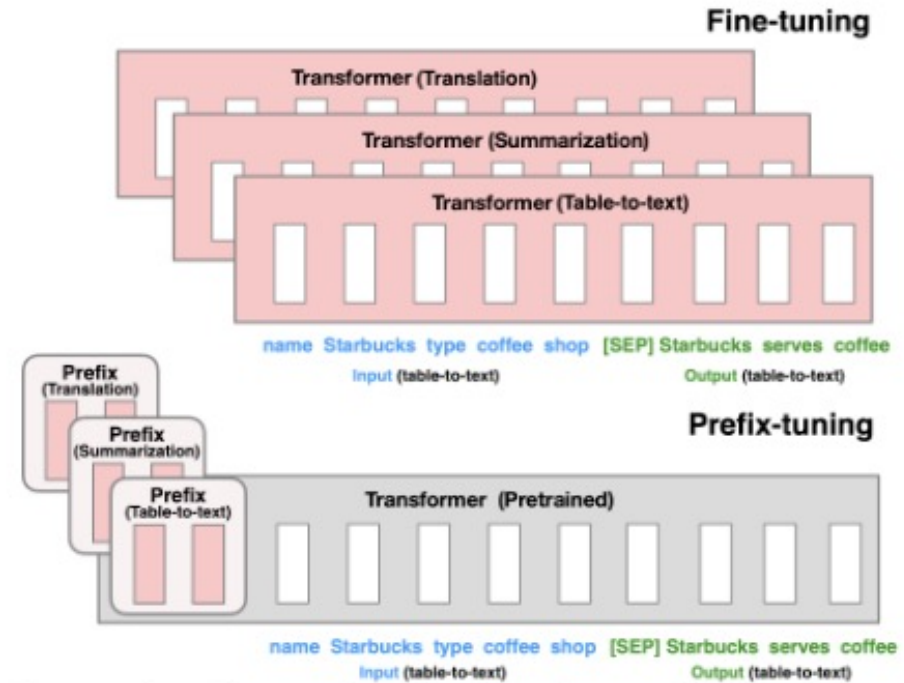 Fine-tuning
Transformer (Translation)
Transformer (Summarization)
Transformer (Table-to-text)
name Starbucks type coffee shop [SEP] Starbucks serves coffee
Input (table-to-text) Output (table-to-text)
Prefix-tuning
Prefix
(Translation)
Prefix
(Summarization)
Prefix
(Table-to-text)
Transformer (Pretrained)
name Starbucks type coffee shop [SEP] Starbucks serves coffee
Input (table-to-text) Output (table-to-text)